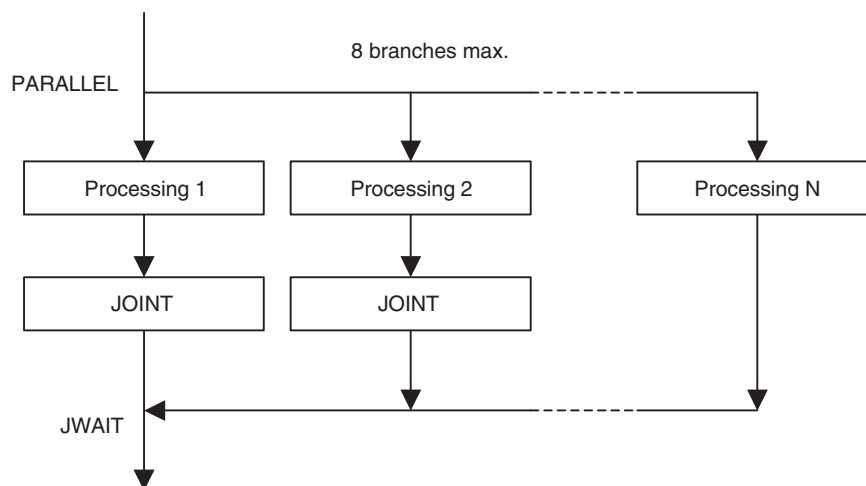 8 branches max.
PARALLEL
Processing 1
Processing 2
Processing N
JOINT
JOINT
JWAIT